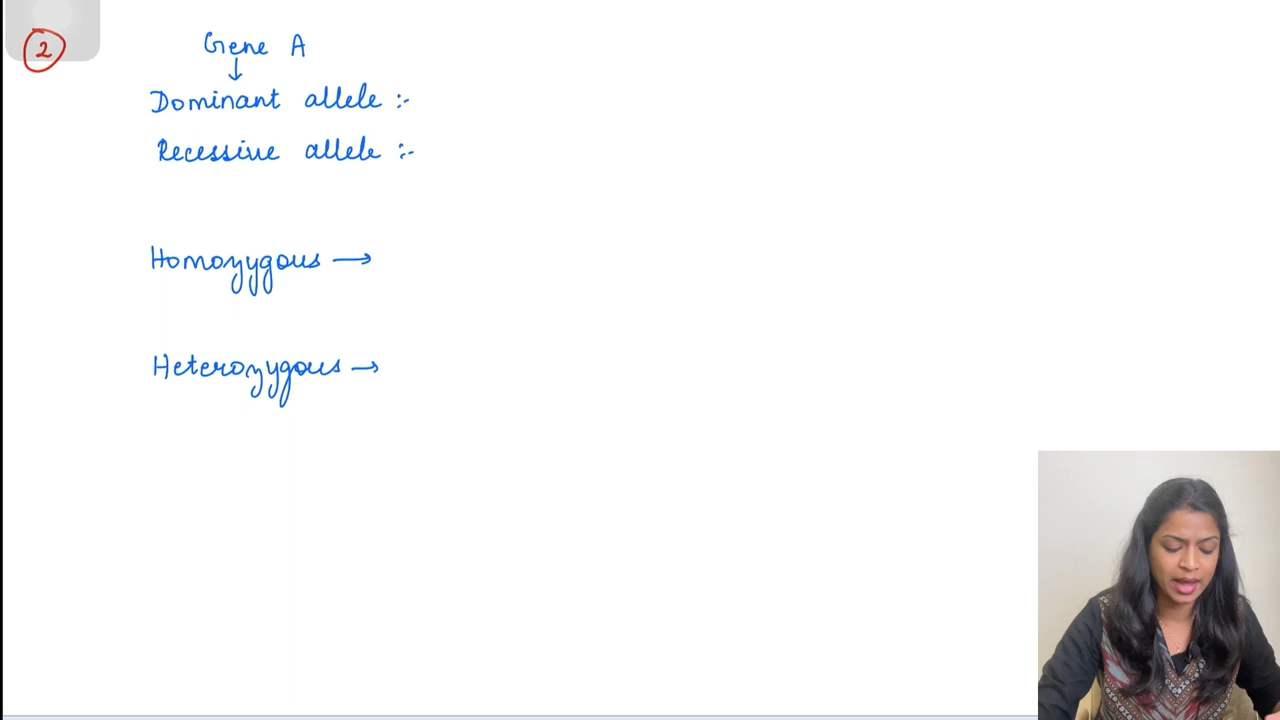 2
Gene A
↓
Dominant allele :-
Recessive allele :-
Homozygous →
Heterozygous →